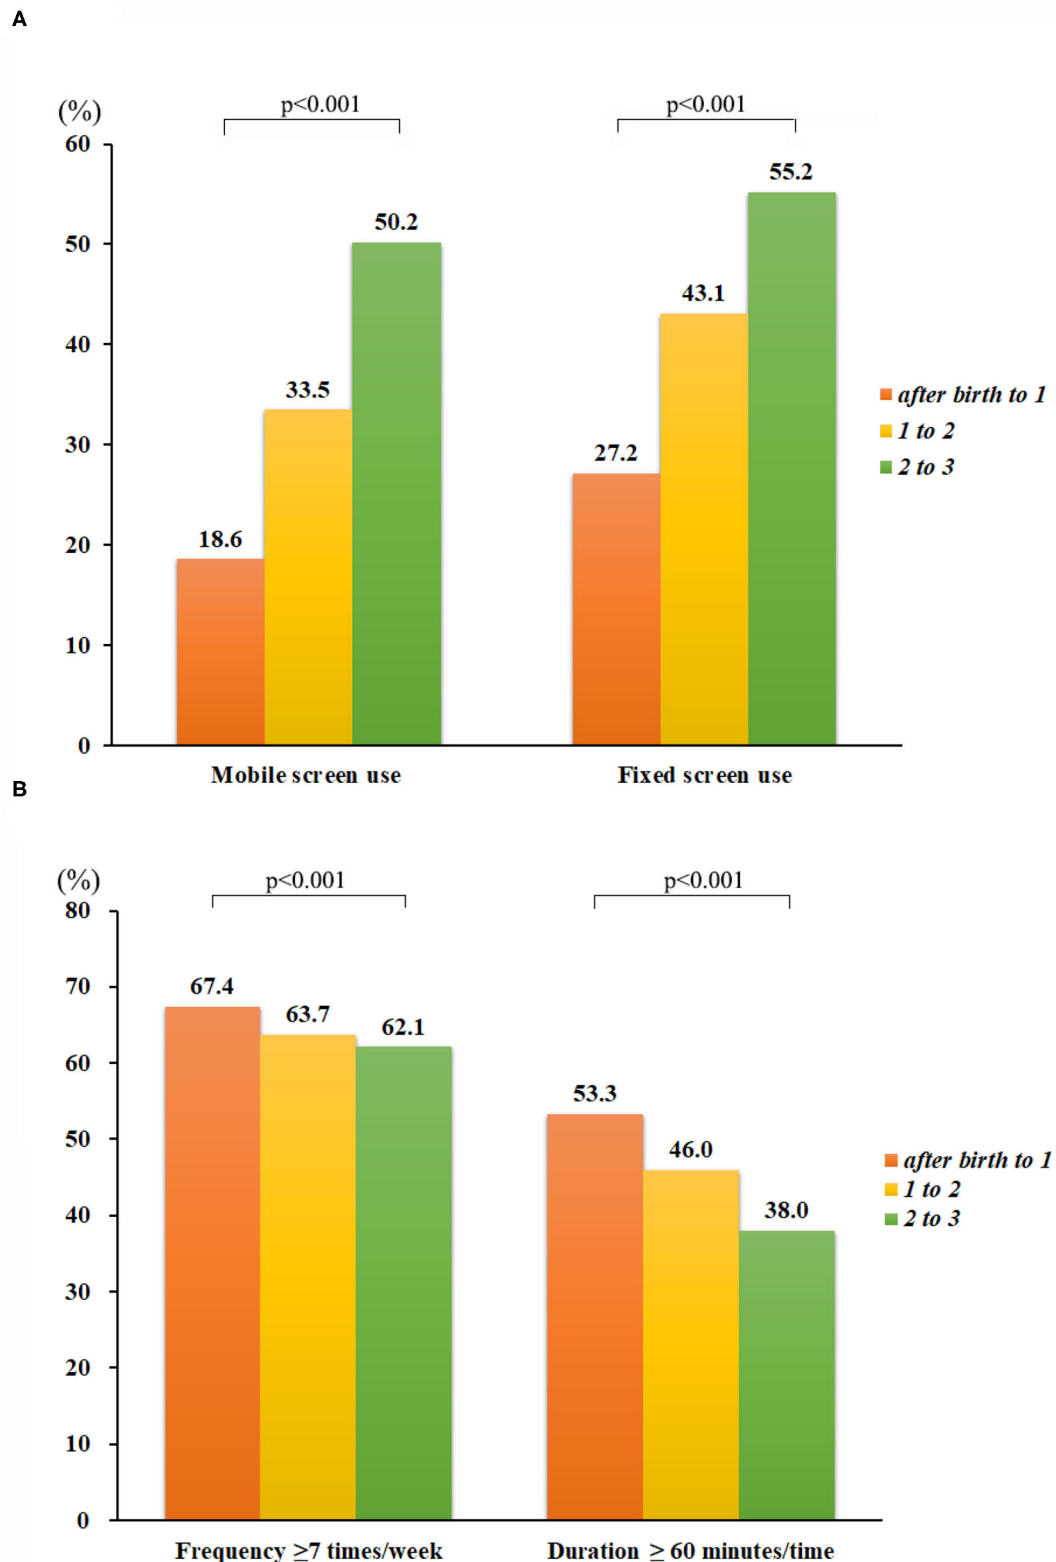 A
(%)
p<0.001
p<0.001
60
50
40
30
20
10
0
18.6
33.5
50.2
27.2
43.1
55.2
after birth to 1
1 to 2
2 to 3
Mobile screen use
Fixed screen use
B
(%)
p<0.001
p<0.001
80
70
60
50
40
30
20
10
0
67.4
63.7
62.1
53.3
46.0
38.0
after birth to 1
1 to 2
2 to 3
Frequency ≥7 times/week
Duration ≥ 60 minutes/time